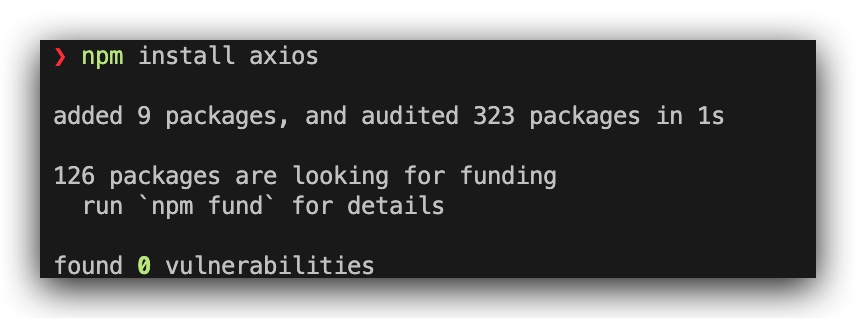 ❯ npm install axios
added 9 packages, and audited 323 packages in 1s
126 packages are looking for funding
run `npm fund` for details
found 0 vulnerabilities